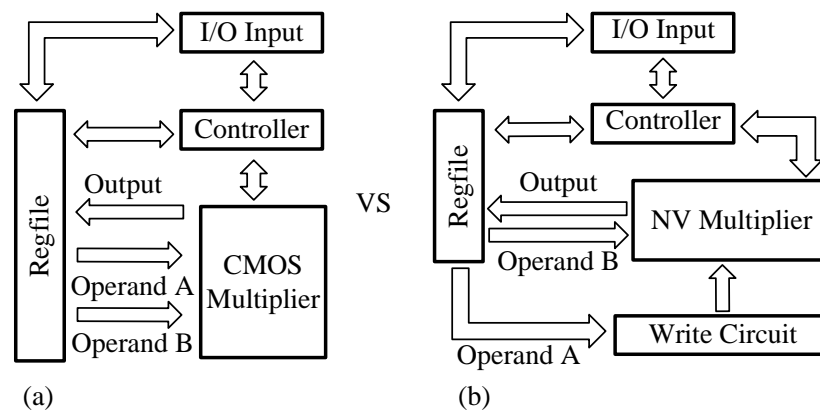 I/O Input
Controller
Regfile
Output
Operand A
Operand B
CMOS
Multiplier
(a)
VS
I/O Input
Controller
Regfile
Output
Operand B
NV Multiplier
Operand A
Write Circuit
(b)